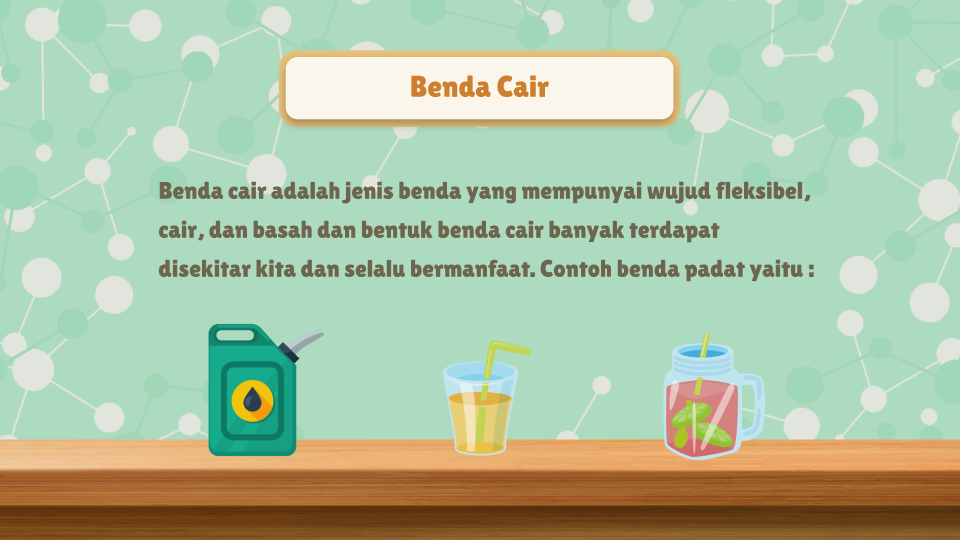 Benda Cair
Benda cair adalah jenis benda yang mempunyai wujud fleksibel,
cair, dan basah dan bentuk benda cair banyak terdapat
disekitar kita dan selalu bermanfaat. Contoh benda padat yaitu :